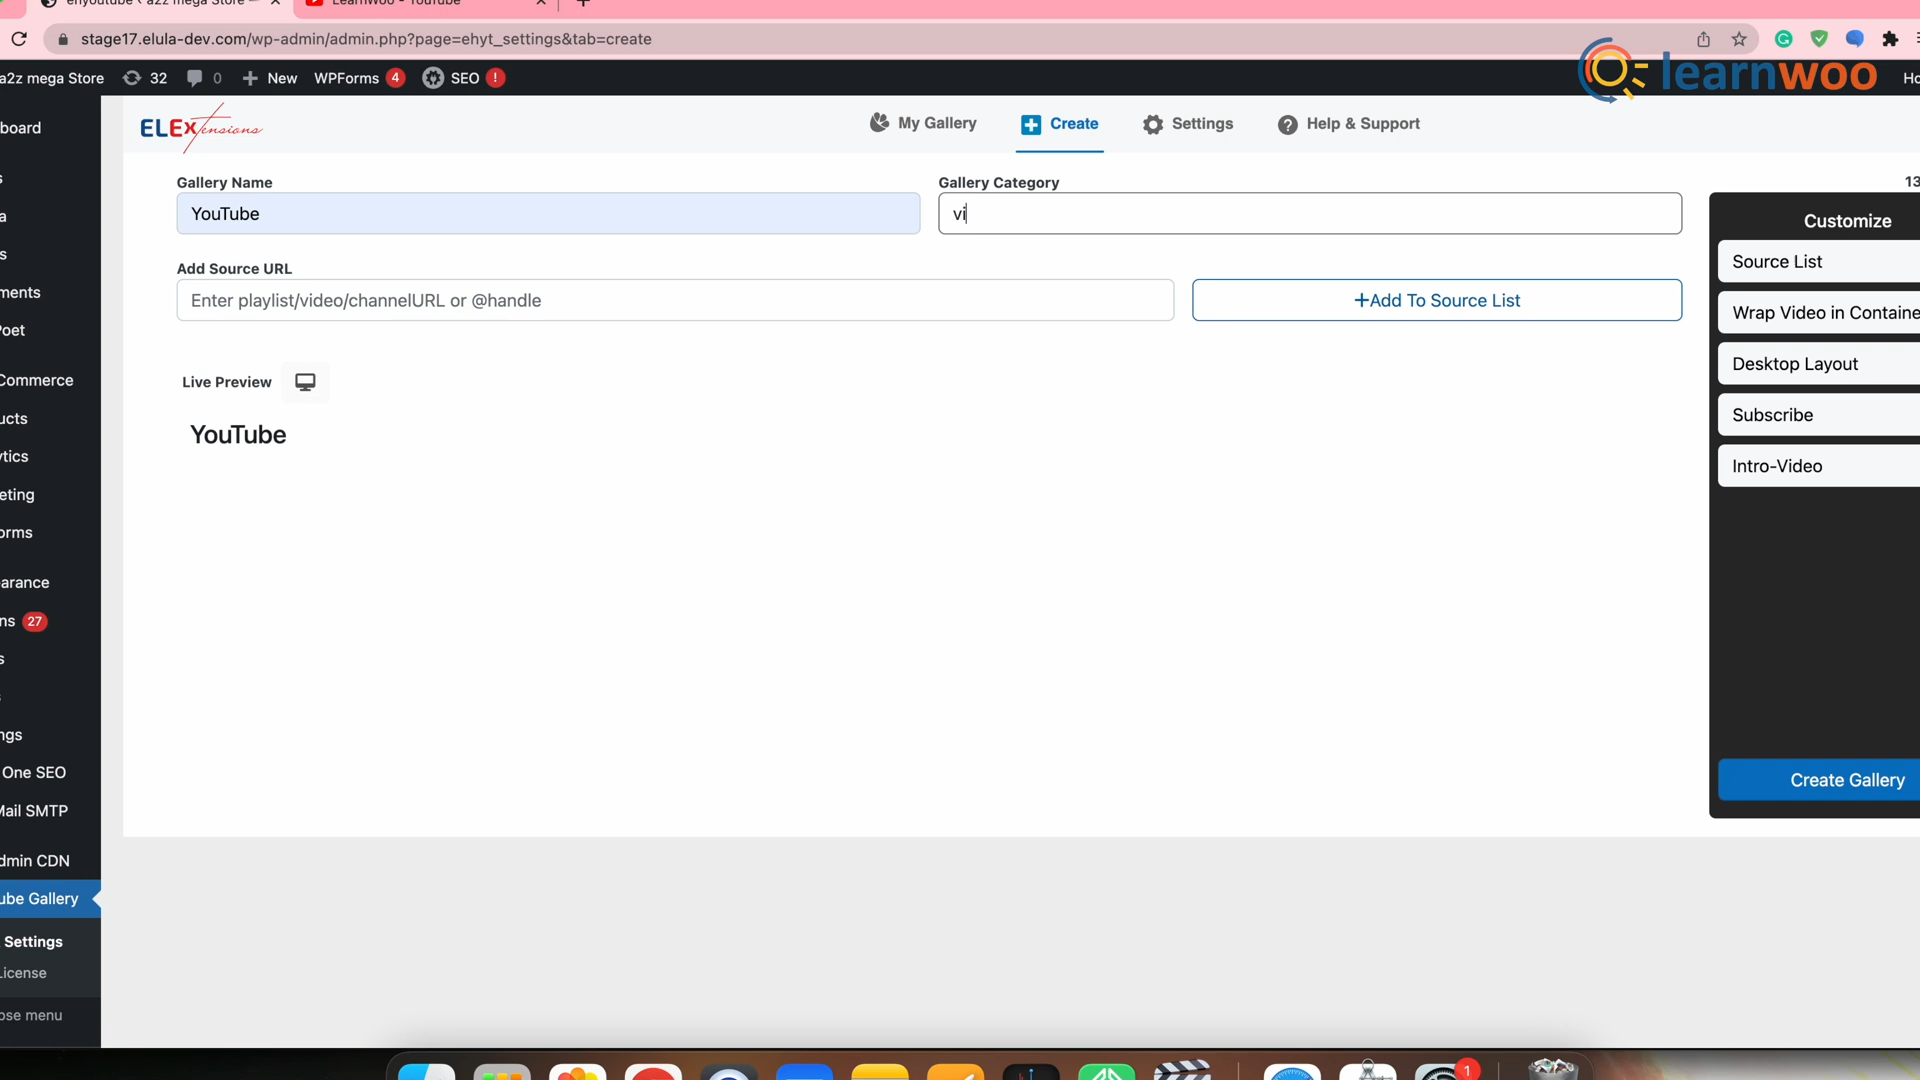 ehyoutube < a2z mega Store —
LearnWoo - YouTube
stage17.elula-dev.com/wp-admin/admin.php?page=ehyt_settings&tab=create
learnwoo
a2z mega Store
32
0
New
WPForms 4
SEO !
Ho
ELEXtensions
My Gallery
Create
Settings
Help & Support
Gallery Name
Gallery Category
13
YouTube
vi
Add Source URL
Enter playlist/video/channelURL or @handle
+Add To Source List
Live Preview
YouTube
Customize
Source List
Wrap Video in Containe
Desktop Layout
Subscribe
Intro-Video
Create Gallery
board
s
a
s
ments
Poet
Commerce
ucts
ytics
eting
orms
arance
ns 27
s
s
ngs
One SEO
Mail SMTP
dmin CDN
ube Gallery
Settings
License
pse menu
1